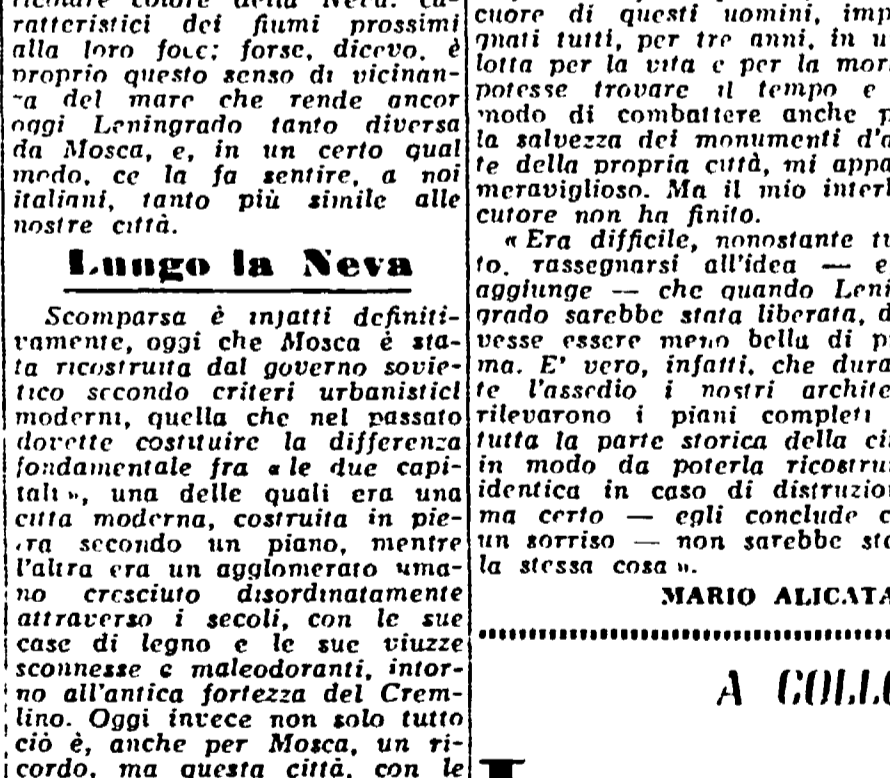 ratteristici dei fiumi prossimi
alla loro foce; forse, dicevo, è
proprio questo senso di vicinan-
za del mare che rende ancor
oggi Leningrado tanto diversa
da Mosca, e, in un certo qual
modo, ce la fa sentire, a noi
italiani, tanto più simile alle
nostre città.
Lungo la Neva
Scomparsa è infatti definiti-
vamente, oggi che Mosca è sta-
ta ricostruita dal governo sovie-
tico secondo criteri urbanistici
moderni, quella che nel passato
dovette costituire la differenza
fondamentale fra « le due capi-
tali », una delle quali era una
città moderna, costruita in pie-
tra secondo un piano, mentre
l'altra era un agglomerato uma-
no cresciuto disordinatamente
attraverso i secoli, con le sue
case di legno e le sue viuzze
sconnesse e maleodoranti, intor-
no all'antica fortezza del Crem-
lino. Oggi invece non solo tutto
ciò è, anche per Mosca, un ri-
cordo, ma questa città, con le
cuore di questi uomini, imp
gnati tutti, per tre anni, in u
lotta per la vita e per la mor
potesse trovare il tempo e
modo di combattere anche p
la salvezza dei monumenti d'a
te della propria città, mi appa
meraviglioso. Ma il mio interl
cutore non ha finito.
« Era difficile, nonostante tu
to, rassegnarsi all'idea — e
aggiunge — che quando Leni
grado sarebbe stata liberata, d
vesse essere meno bella di p
ma. E' vero, infatti, che dura
te l'assedio i nostri archite
rilevarono i piani completi
tutta la parte storica della ci
in modo da poterla ricostrui
identica in caso di distruzio
ma certo — egli conclude c
un sorriso — non sarebbe sta
la stessa cosa ».
MARIO ALICATA
A COLLO